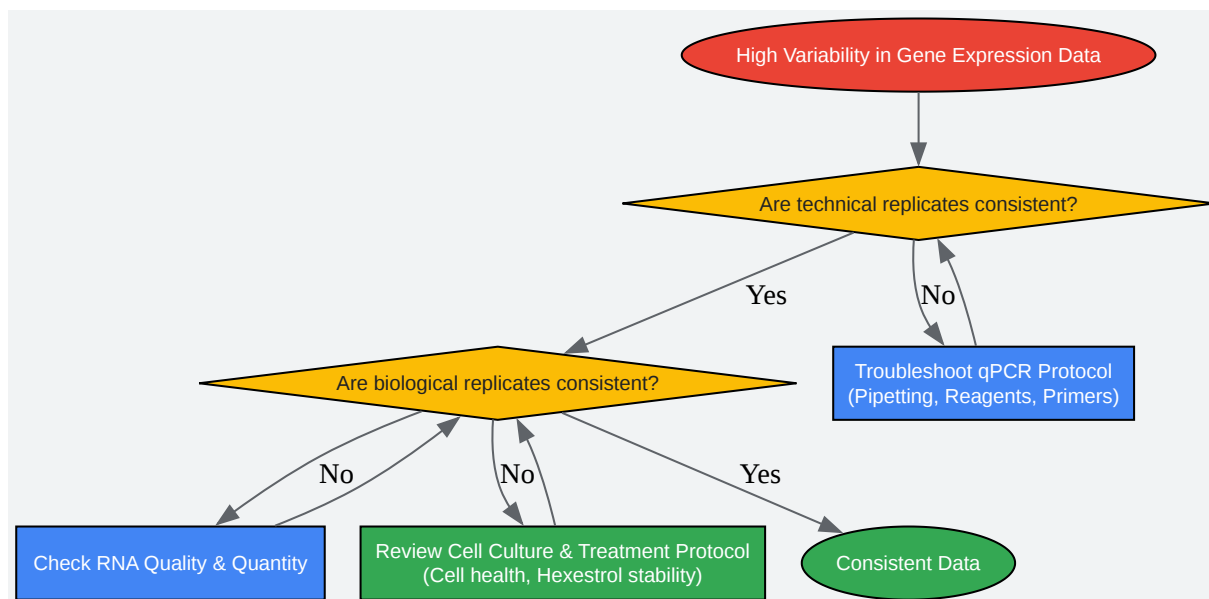 High Variability in Gene Expression Data
Are technical replicates consistent?
Yes
No
Troubleshoot qPCR Protocol
(Pipetting, Reagents, Primers)
Are biological replicates consistent?
No
No
Yes
Check RNA Quality & Quantity
Review Cell Culture & Treatment Protocol
(Cell health, Hexestrol stability)
Consistent Data